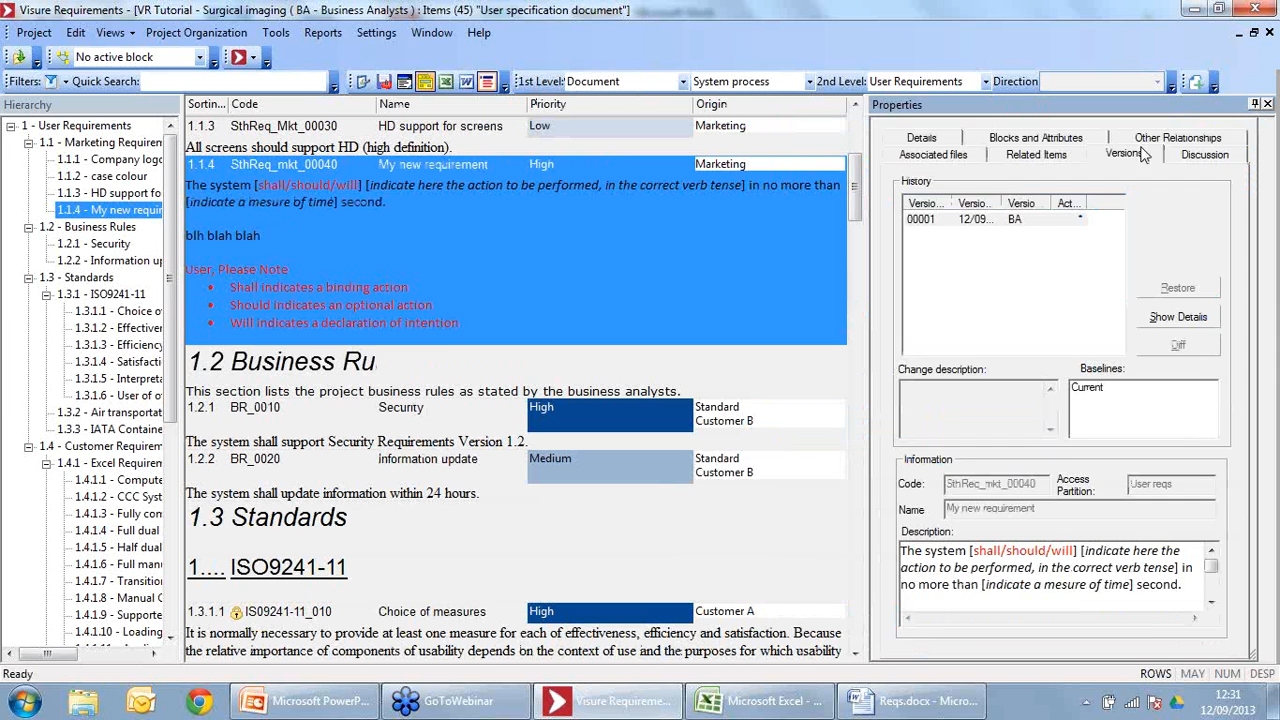 Visure Requirements - [VR Tutorial - Surgical imaging ( BA - Business Analysts ) : Items (45) "User specification document"]
Project Edit Views Project Organization Tools Reports Settings Window Help
No active block
Filters: Quick Search: 1st Level: Document System process 2nd Level: User Requirements Direction
Hierarchy
1 - User Requirements
1.1 - Marketing Requirem
1.1.1 - Company logo
1.1.2 - case colour
1.1.3 - HD support fo
1.1.4 - My new requir
1.2 - Business Rules
1.2.1 - Security
1.2.2 - Information up
1.3 - Standards
1.3.1 - ISO9241-11
1.3.1.1 - Choice o
1.3.1.2 - Effective
1.3.1.3 - Efficienc
1.3.1.4 - Satisfact
1.3.1.5 - Interpret
1.3.1.6 - User of o
1.3.2 - Air transportat
1.3.3 - IATA Containe
1.4 - Customer Requirem
1.4.1 - Excel Requirem
1.4.1.1 - Compute
1.4.1.2 - CCC Syst
1.4.1.3 - Fully com
1.4.1.4 - Full dual
1.4.1.5 - Half dual
1.4.1.6 - Full manu
1.4.1.7 - Transition
1.4.1.8 - Manual C
1.4.1.9 - Supporte
1.4.1.10 - Loading
Sortin... Code Name Priority Origin
1.1.3 SthReq_Mkt_00030 HD support for screens Low Marketing
All screens should support HD (high definition).
1.1.4 SthReq_mkt_00040 My new requirement High Marketing
The system [shall/should/will] [indicate here the action to be performed, in the correct verb tense] in no more than
[indicate a mesure of time] second.
blh blah blah
User, Please Note
• Shall indicates a binding action
• Should indicates an optional action
• Will indicates a declaration of intention
1.2 Business Ru
This section lists the project business rules as stated by the business analysts.
1.2.1 BR_0010 Security High Standard
Customer B
The system shall support Security Requirements Version 1.2.
1.2.2 BR_0020 Information update Medium Standard
Customer B
The system shall update information within 24 hours.
1.3 Standards
1.... ISO9241-11
1.3.1.1 IS09241-11_010 Choice of measures High Customer A
It is normally necessary to provide at least one measure for each of effectiveness, efficiency and satisfaction. Because
the relative importance of components of usability depends on the context of use and the purposes for which usability
Properties
Details Blocks and Attributes Other Relationships
Associated files Related Items Versions Discussion
History
Versio... Versio... Versio Act...
00001 12/09... BA
Restore
Show Details
Diff
Change description: Baselines:
Current
Information
Code: SthReq_mkt_00040 Access Partition: User reqs
Name My new requirement
Description:
The system [shall/should/will] [indicate here the
action to be performed, in the correct verb tense] in
no more than [indicate a mesure of time] second.
Ready ROWS MAY NUM DESP
Microsoft PowerP... GoToWebinar Visure Requireme... Microsoft Excel - ... Reqs.docx - Micros...
12:31
12/09/2013